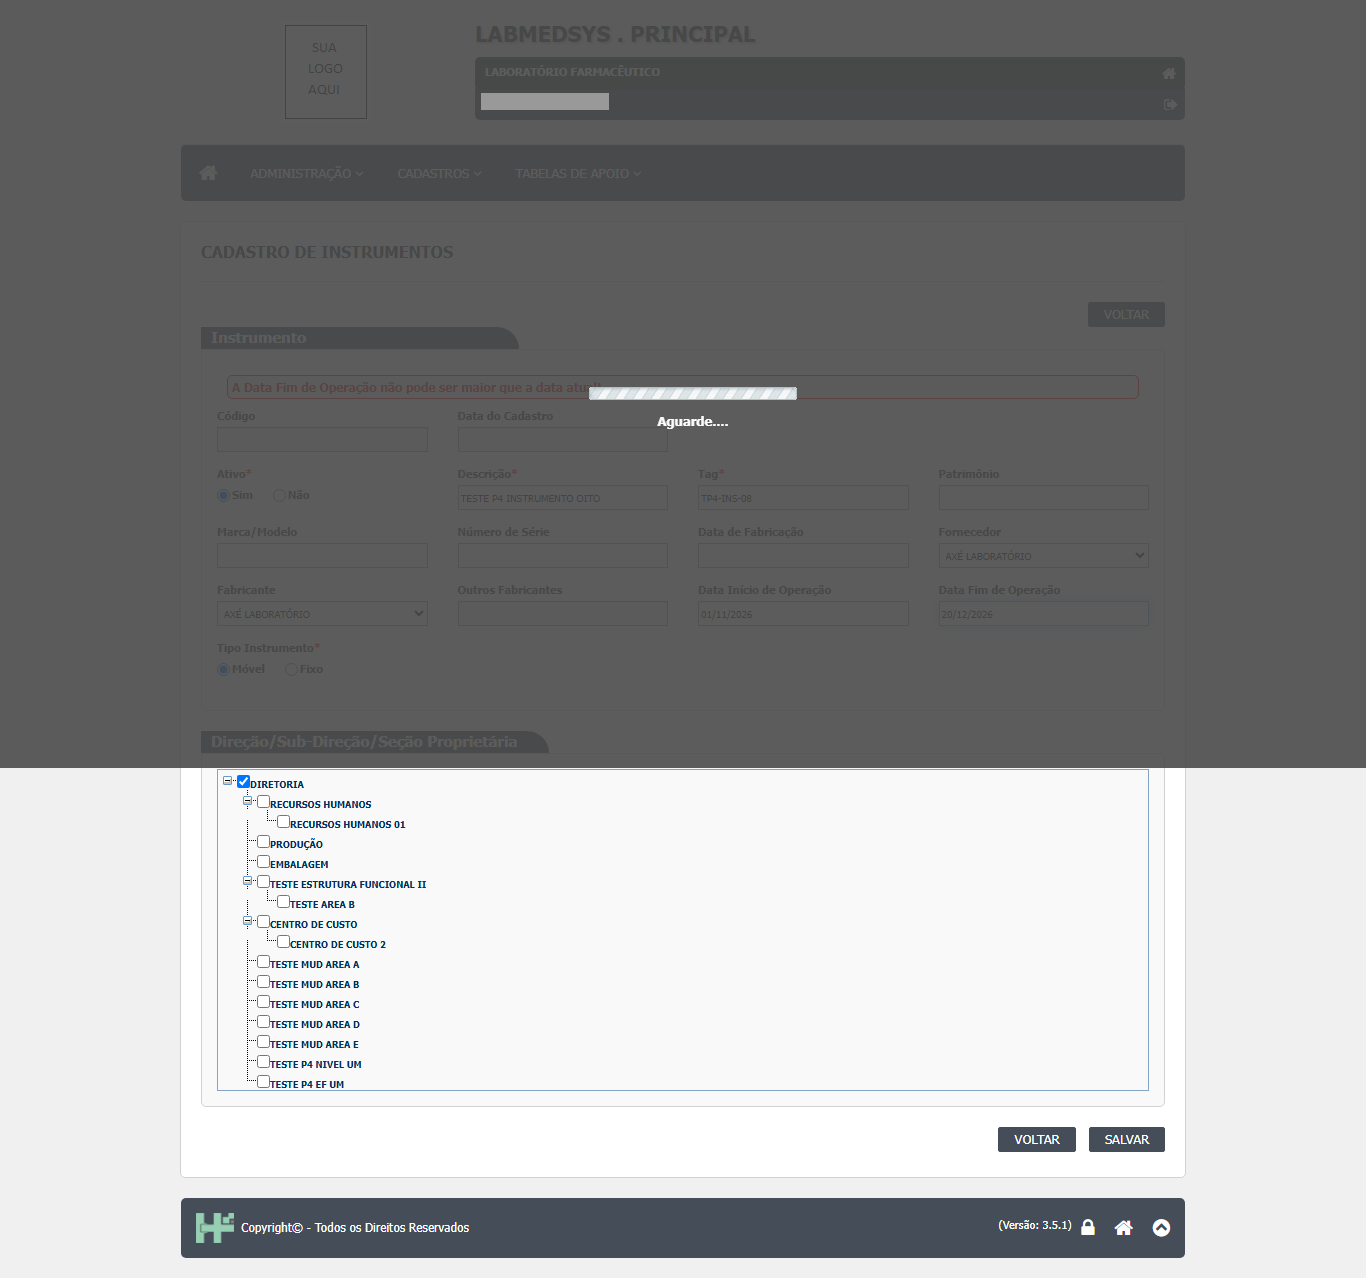 SUA
LOGO
AQUI
LABMEDSYS . PRINCIPAL
LABORATÓRIO FARMACÊUTICO
ADMINISTRAÇÃO
CADASTROS
TABELAS DE APOIO
CADASTRO DE INSTRUMENTOS
VOLTAR
Instrumento
A Data Fim de Operação não pode ser maior que a data atual!
Aguarde....
Código
Data do Cadastro
Ativo*
Descrição*
Tag*
Patrimônio
Sim Não
TESTE P4 INSTRUMENTO OITO
TP4-INS-08
Marca/Modelo
Número de Série
Data de Fabricação
Fornecedor
AXÉ LABORATÓRIO
Fabricante
Outros Fabricantes
Data Início de Operação
Data Fim de Operação
AXÉ LABORATÓRIO
01/11/2026
20/12/2026
Tipo Instrumento*
Móvel Fixo
Direção/Sub-Direção/Seção Proprietária
DIRETORIA
RECURSOS HUMANOS
RECURSOS HUMANOS 01
PRODUÇÃO
EMBALAGEM
TESTE ESTRUTURA FUNCIONAL II
TESTE AREA B
CENTRO DE CUSTO
CENTRO DE CUSTO 2
TESTE MUD AREA A
TESTE MUD AREA B
TESTE MUD AREA C
TESTE MUD AREA D
TESTE MUD AREA E
TESTE P4 NIVEL UM
TESTE P4 EF UM
VOLTAR
SALVAR
Copyright© - Todos os Direitos Reservados
(Versão: 3.5.1)